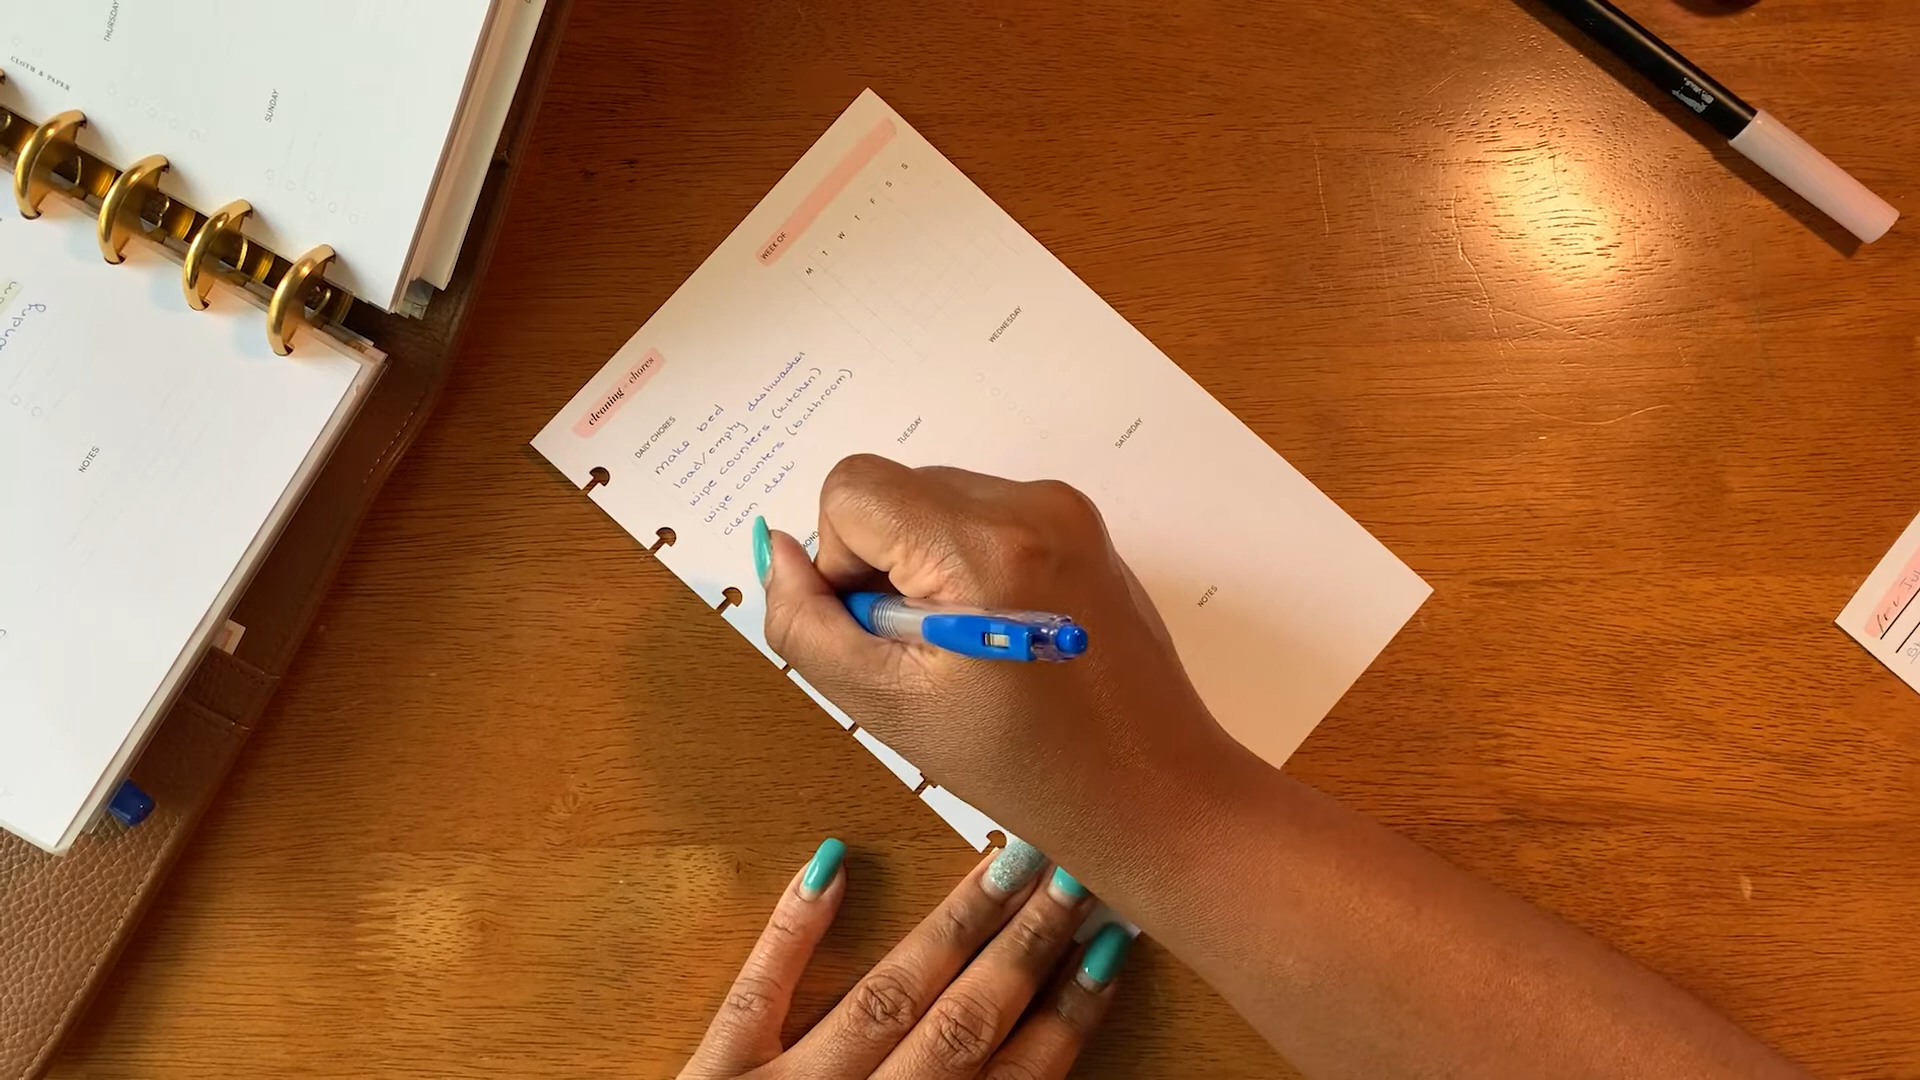 THURSDAY
CLOTH & PAPER
SUNDAY
NOTES
cleaning + chores
WEEK OF
M T W T F S S
DAILY CHORES
make bed
load/empty dishwasher
wipe counters (kitchen)
wipe counters (bathroom)
clean desk
TUESDAY
WEDNESDAY
SATURDAY
NOTES